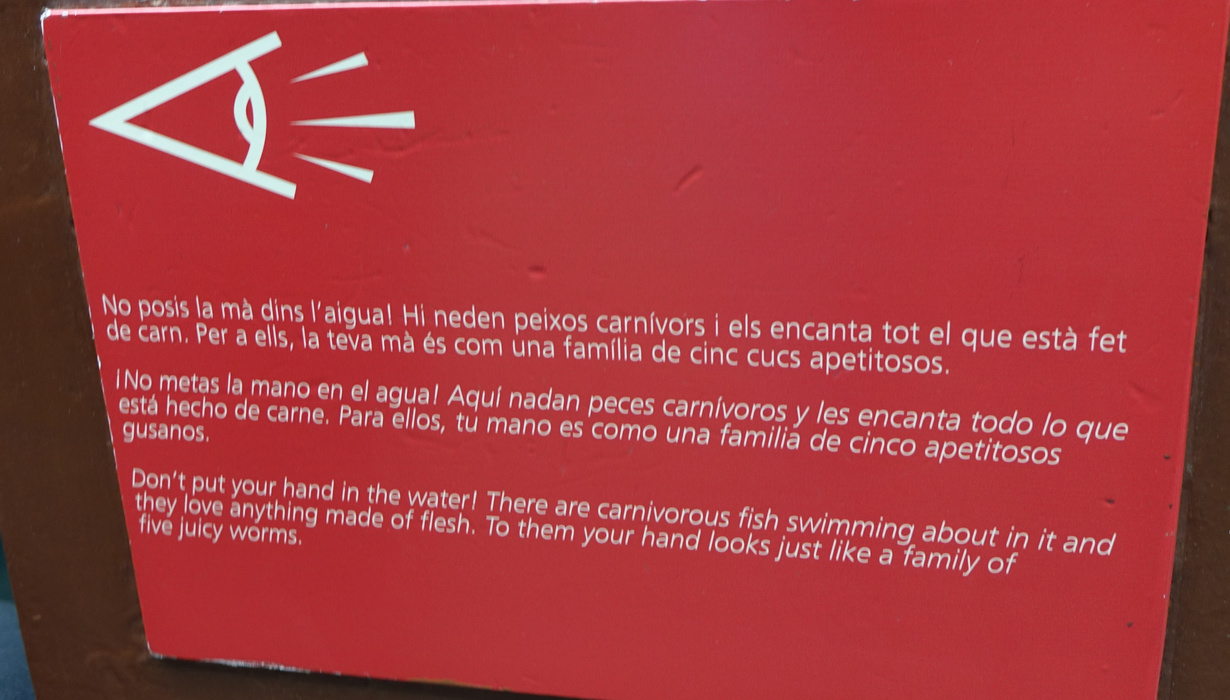 No posis la mà dins l'aigua! Hi neden peixos carnívors i els encanta tot el que està fet
de carn. Per a ells, la teva mà és com una família de cinc cucs apetitosos.
¡No metas la mano en el agua! Aquí nadan peces carnívoros y les encanta todo lo que
está hecho de carne. Para ellos, tu mano es como una familia de cinco apetitosos
gusanos.
Don't put your hand in the water! There are carnivorous fish swimming about in it and
they love anything made of flesh. To them your hand looks just like a family of
five juicy worms.